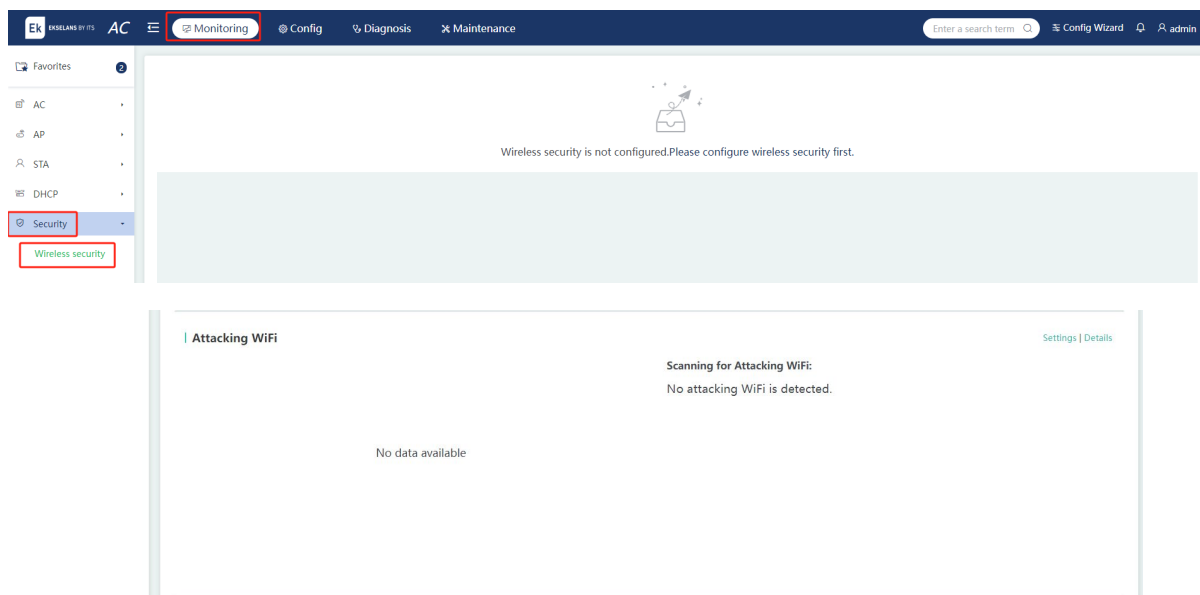 Ek EKSELANS BY ITS AC Monitoring Config Diagnosis Maintenance Enter a search term Config Wizard admin
Favorites 2
AC
AP
STA
DHCP
Security
Wireless security
Wireless security is not configured.Please configure wireless security first.
Attacking WiFi Settings | Details
Scanning for Attacking WiFi:
No attacking WiFi is detected.
No data available